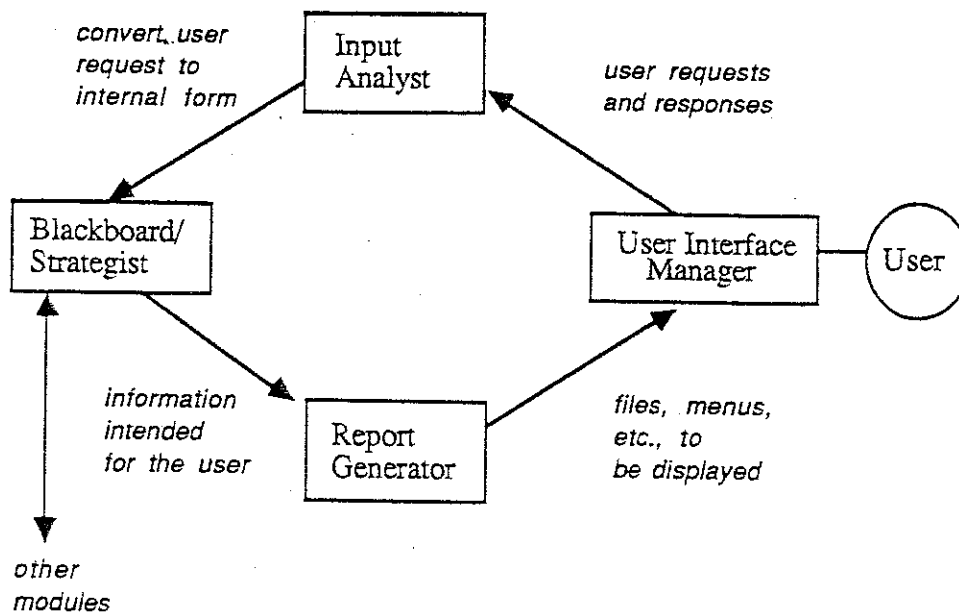 convert user
request to
internal form
Input
Analyst
user requests
and responses
Blackboard/
Strategist
User Interface
Manager
User
information
intended
for the user
Report
Generator
files, menus,
etc., to
be displayed
other
modules